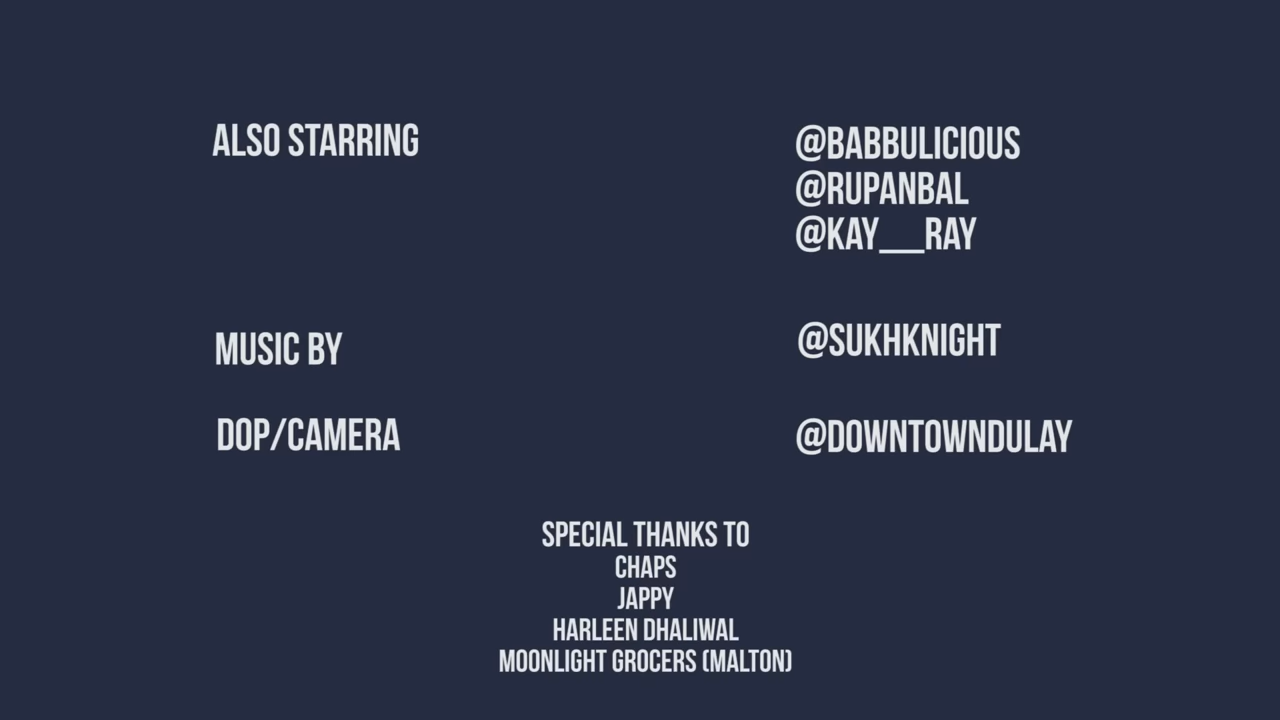 ALSO STARRING
@BABBULICIOUS
@RUPANBAL
@KAY__RAY
MUSIC BY
@SUKHKNIGHT
DOP/CAMERA
@DOWNTOWNDULAY
SPECIAL THANKS TO
CHAPS
JAPPY
HARLEEN DHALIWAL
MOONLIGHT GROCERS (MALTON)